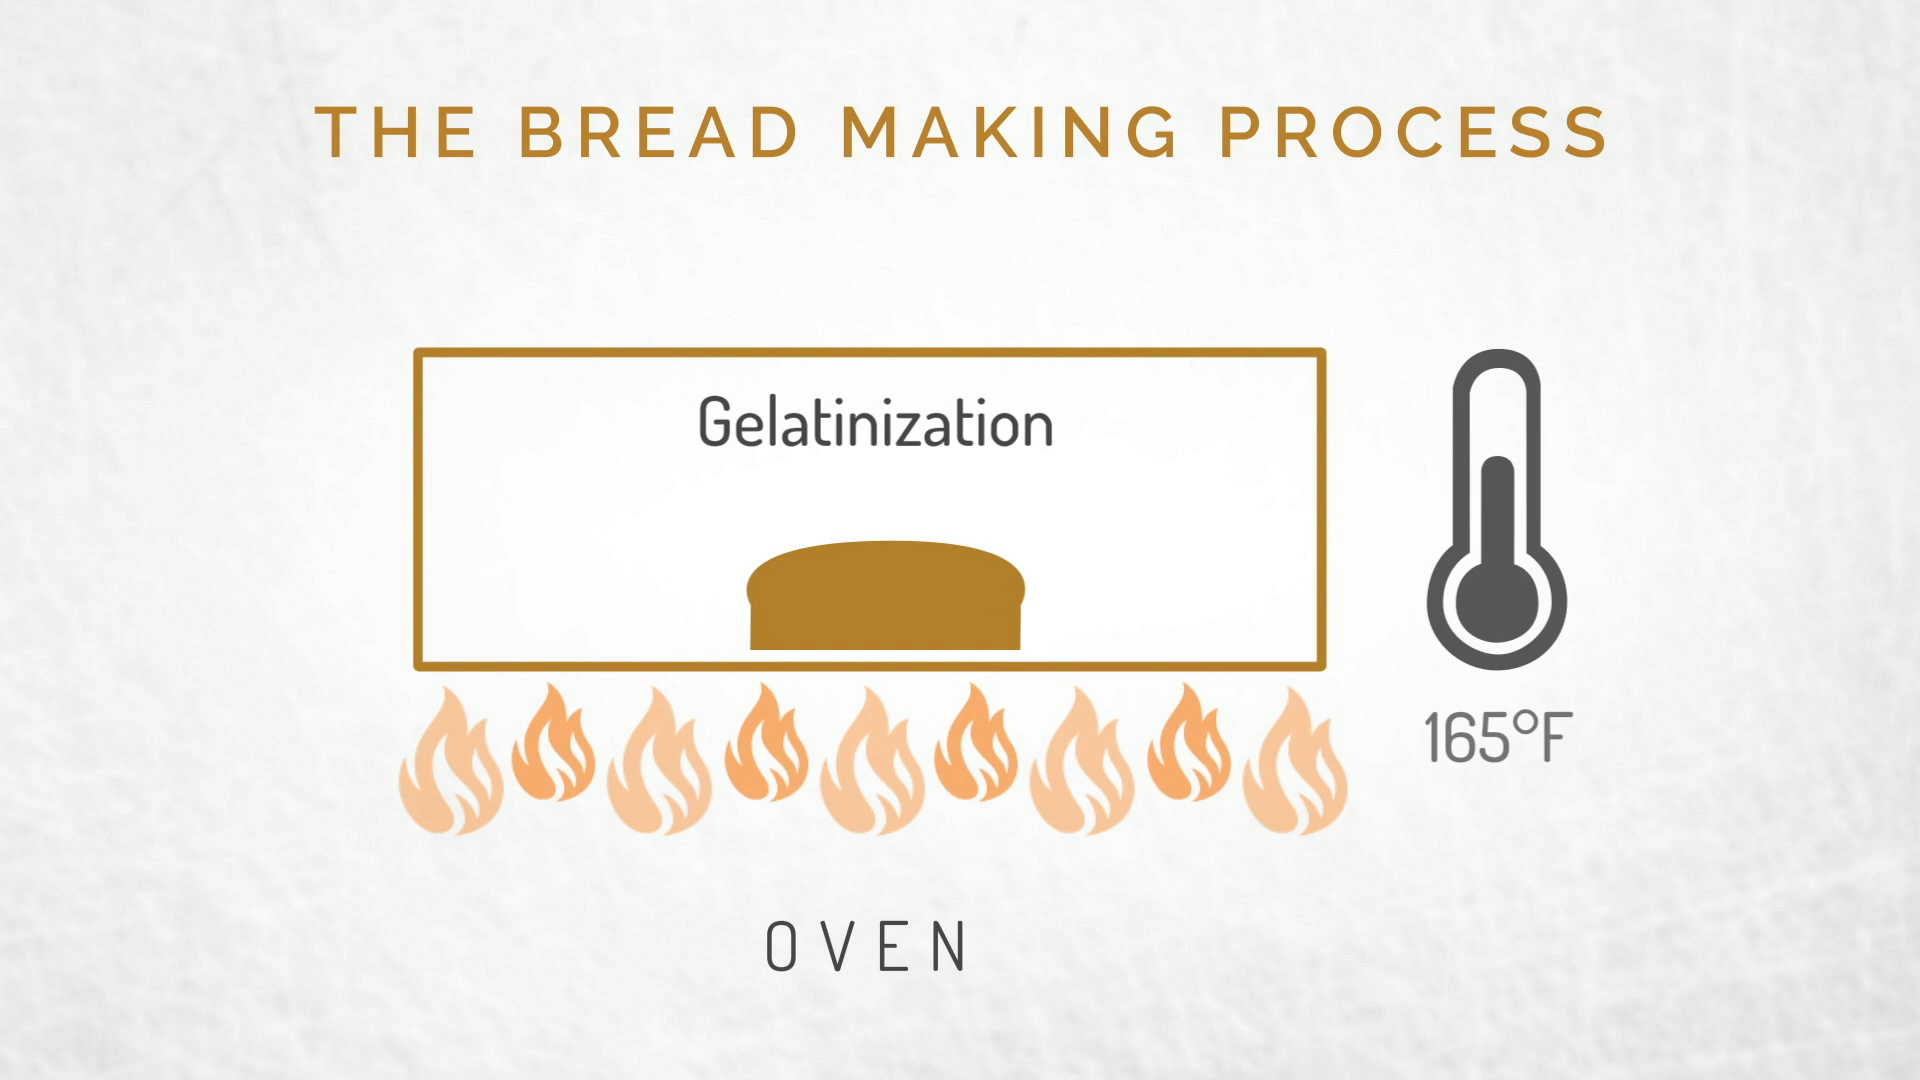 THE BREAD MAKING PROCESS
Gelatinization
165°F
OVEN